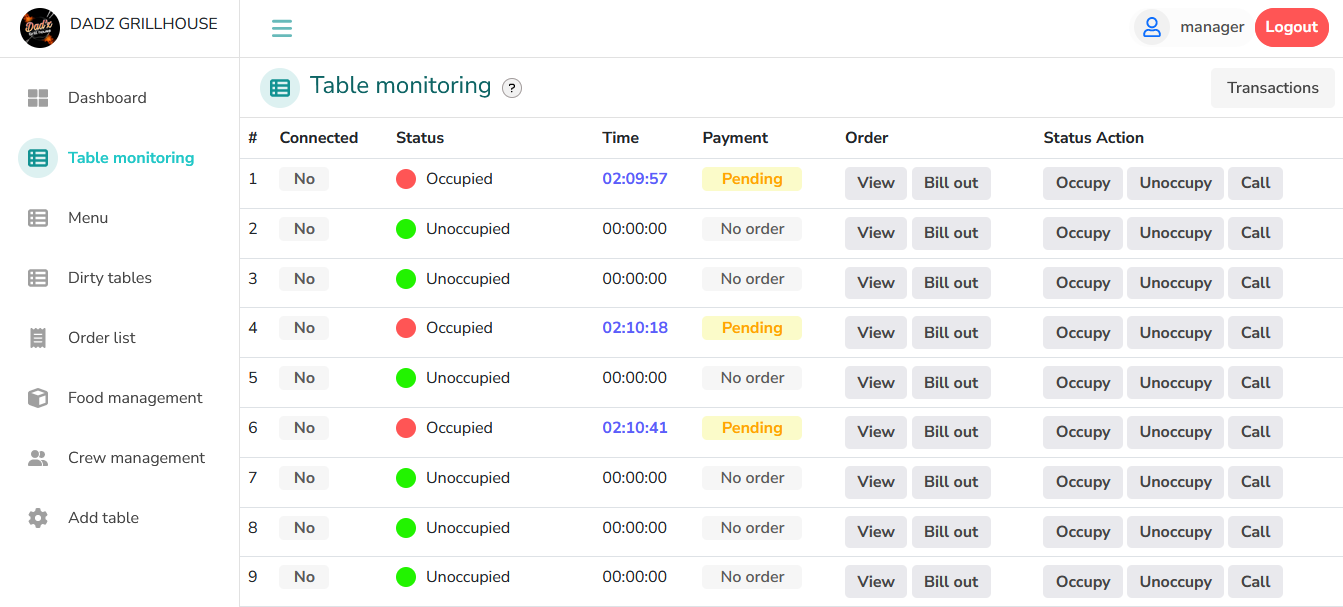 Dadz
DADZ GRILLHOUSE
manager
Logout
Dashboard
Table monitoring
Menu
Dirty tables
Order list
Food management
Crew management
Add table
Table monitoring ?
Transactions
# Connected Status Time Payment Order Status Action
1 No Occupied 02:09:57 Pending View Bill out Occupy Unoccupy Call
2 No Unoccupied 00:00:00 No order View Bill out Occupy Unoccupy Call
3 No Unoccupied 00:00:00 No order View Bill out Occupy Unoccupy Call
4 No Occupied 02:10:18 Pending View Bill out Occupy Unoccupy Call
5 No Unoccupied 00:00:00 No order View Bill out Occupy Unoccupy Call
6 No Occupied 02:10:41 Pending View Bill out Occupy Unoccupy Call
7 No Unoccupied 00:00:00 No order View Bill out Occupy Unoccupy Call
8 No Unoccupied 00:00:00 No order View Bill out Occupy Unoccupy Call
9 No Unoccupied 00:00:00 No order View Bill out Occupy Unoccupy Call